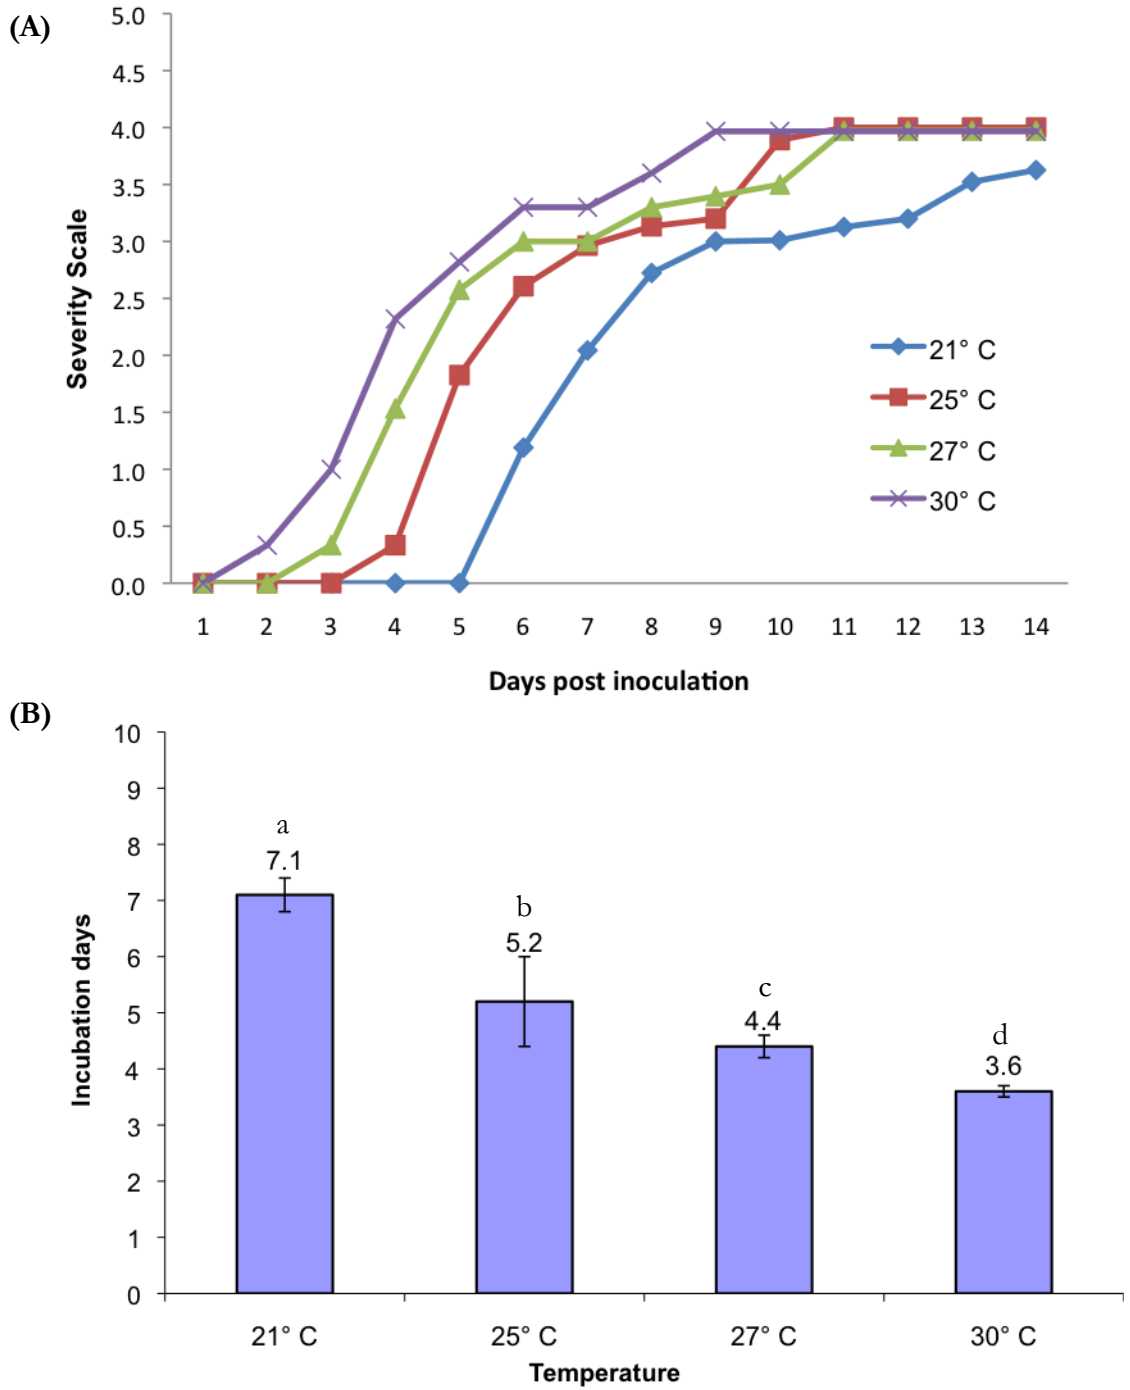 (A)
5.0
4.5
4.0
3.5
3.0
2.5
2.0
1.5
1.0
0.5
0.0
Severity Scale
21° C
25° C
27° C
30° C
1 2 3 4 5 6 7 8 9 10 11 12 13 14
Days post inoculation
(B)
10
9
8
7
6
5
4
3
2
1
0
Incubation days
a
7.1
b
5.2
c
4.4
d
3.6
21° C 25° C 27° C 30° C
Temperature